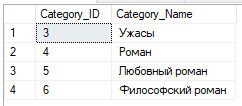 Category_ID Category_Name
1 3 Ужасы
2 4 Роман
3 5 Любовный роман
4 6 Философский роман